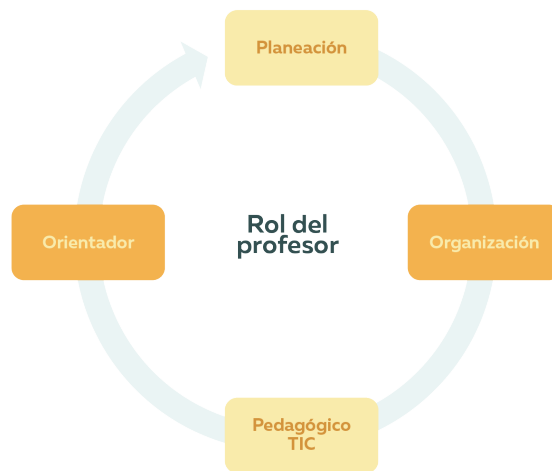 Planeación
Orientador
Rol del
profesor
Organización
Pedagógico
TIC